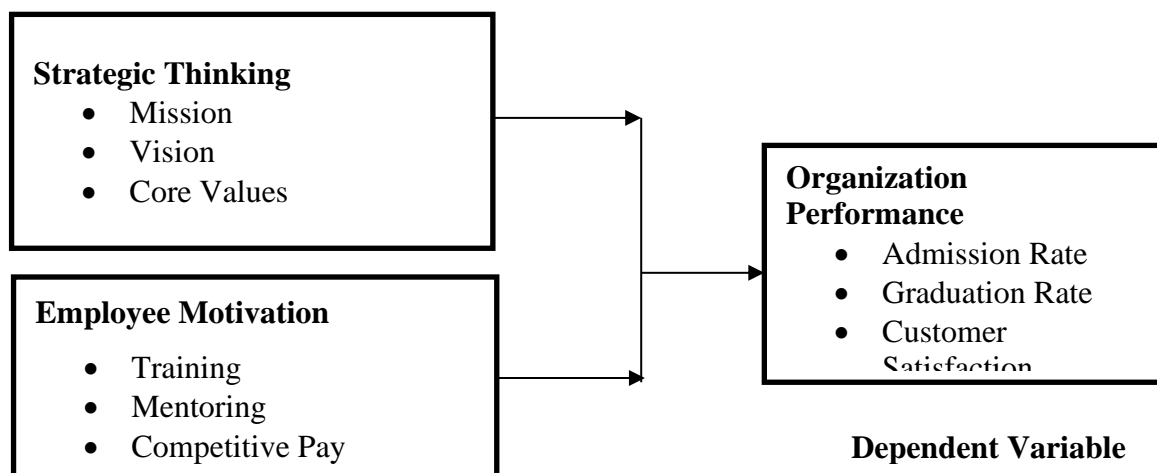 Strategic Thinking
• Mission
• Vision
• Core Values
Employee Motivation
• Training
• Mentoring
• Competitive Pay
Organization
Performance
• Admission Rate
• Graduation Rate
• Customer
Satisfaction
Dependent Variable